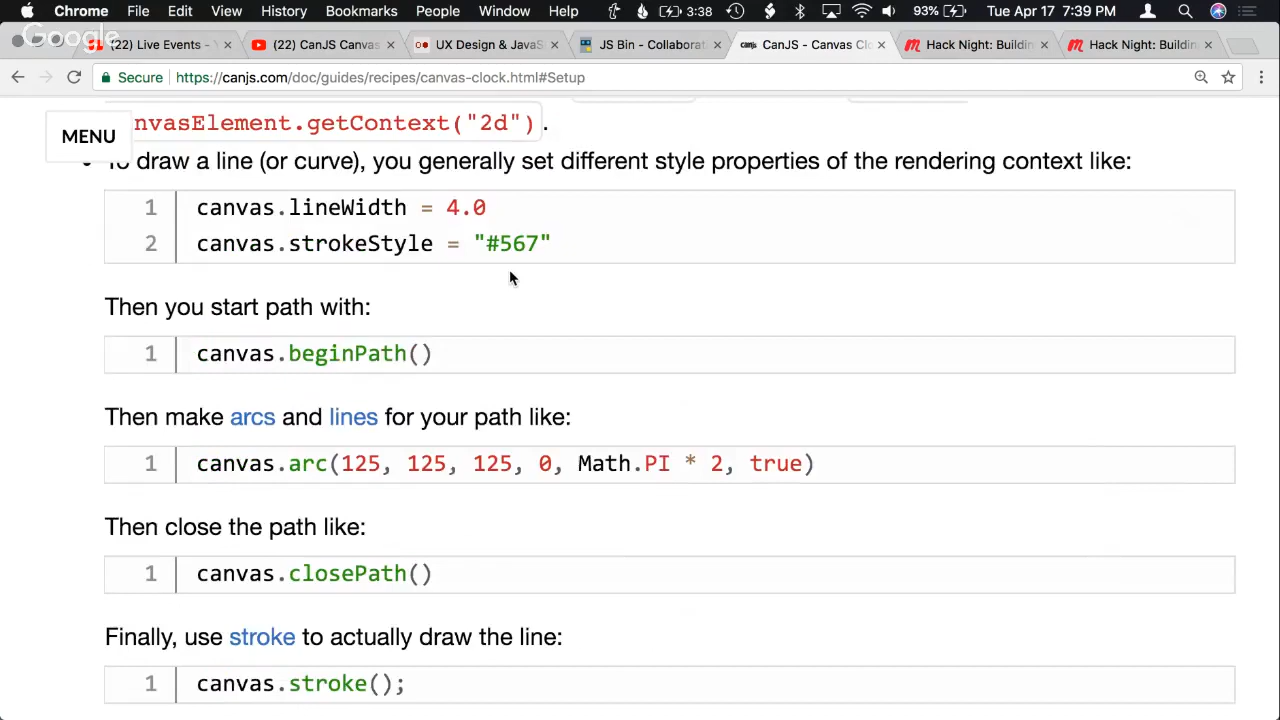 Chrome File Edit View History Bookmarks People Window Help 3:38 93% Tue Apr 17 7:39 PM
Google
(22) Live Events - Y × (22) CanJS Canvas × UX Design & JavaS × JS Bin - Collaborat × CanJS - Canvas Clo × Hack Night: Building × Hack Night: Building ×
Secure https://canjs.com/doc/guides/recipes/canvas-clock.html#Setup
MENU
nvasElement.getContext("2d").
To draw a line (or curve), you generally set different style properties of the rendering context like:
1 canvas.lineWidth = 4.0
2 canvas.strokeStyle = "#567"
Then you start path with:
1 canvas.beginPath()
Then make arcs and lines for your path like:
1 canvas.arc(125, 125, 125, 0, Math.PI * 2, true)
Then close the path like:
1 canvas.closePath()
Finally, use stroke to actually draw the line:
1 canvas.stroke();